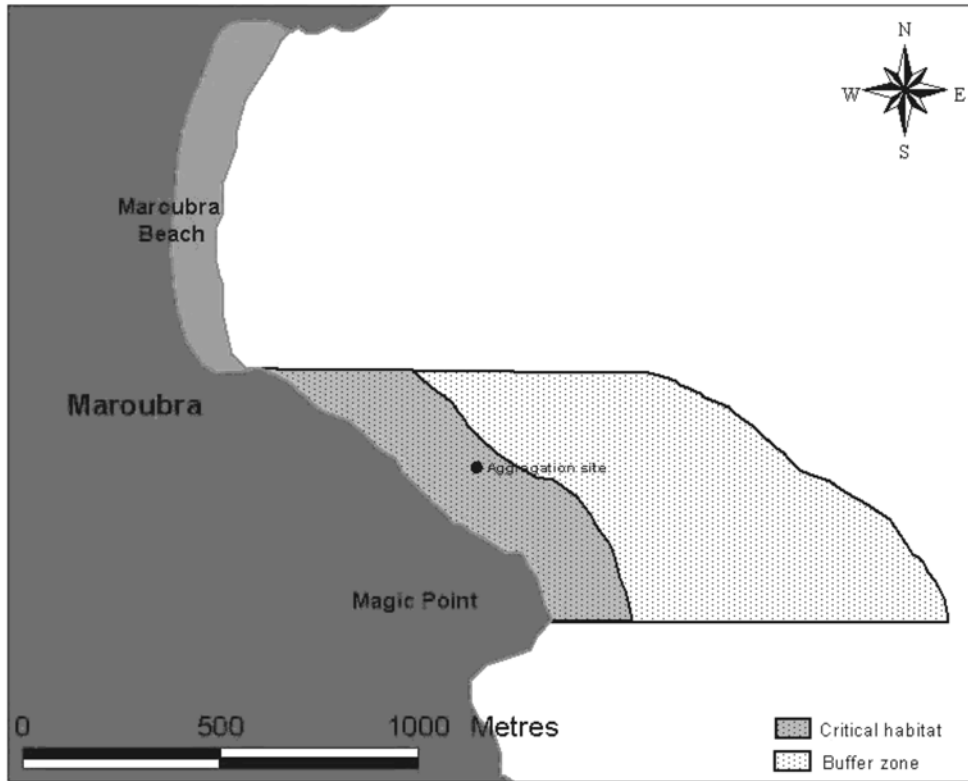 N
W E
S
Maroubra
Beach
Maroubra
Aggregation site
Magic Point
0 500 1000 Metres
Critical habitat
Buffer zone